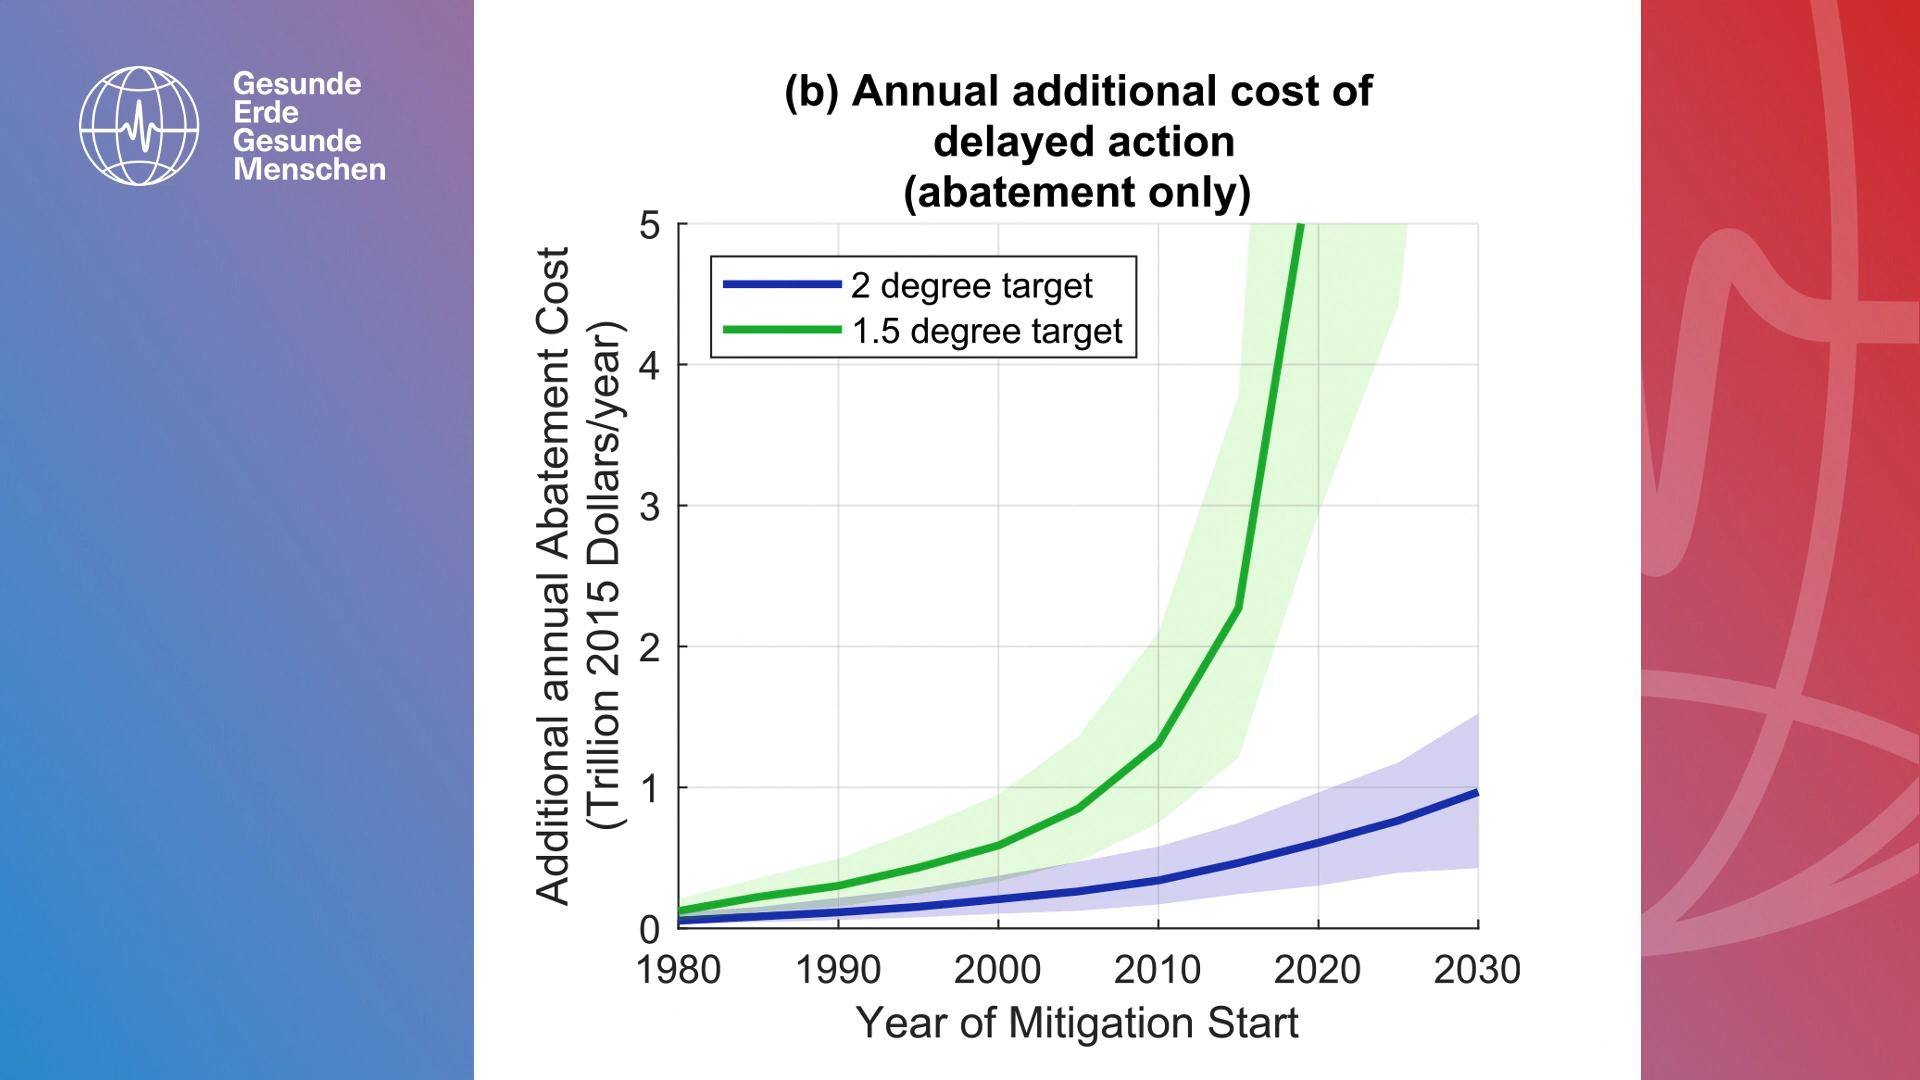 Gesunde
Erde
Gesunde
Menschen
(b) Annual additional cost of
delayed action
(abatement only)
Additional annual Abatement Cost
(Trillion 2015 Dollars/year)
5
4
3
2
1
0
2 degree target
1.5 degree target
1980 1990 2000 2010 2020 2030
Year of Mitigation Start